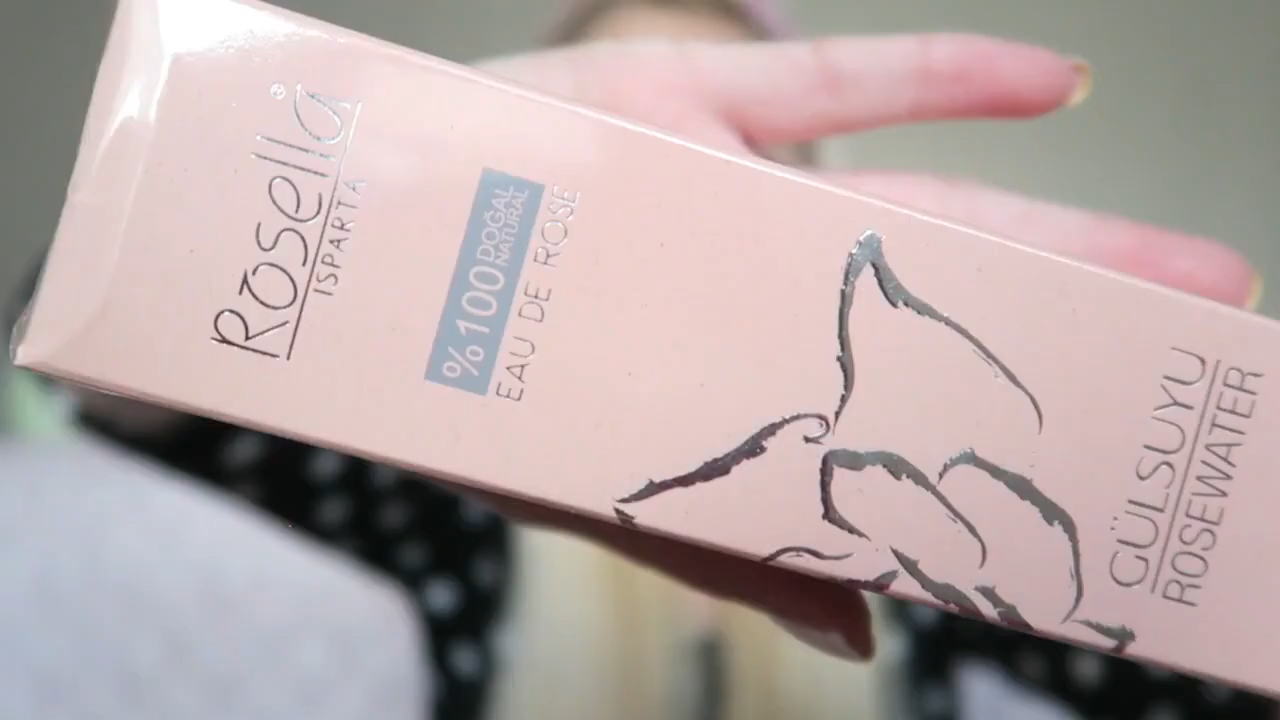 Rosella®
ISPARTA
%100 DOĞAL
NATURAL
EAU DE ROSE
GÜLSUYU
ROSEWATER